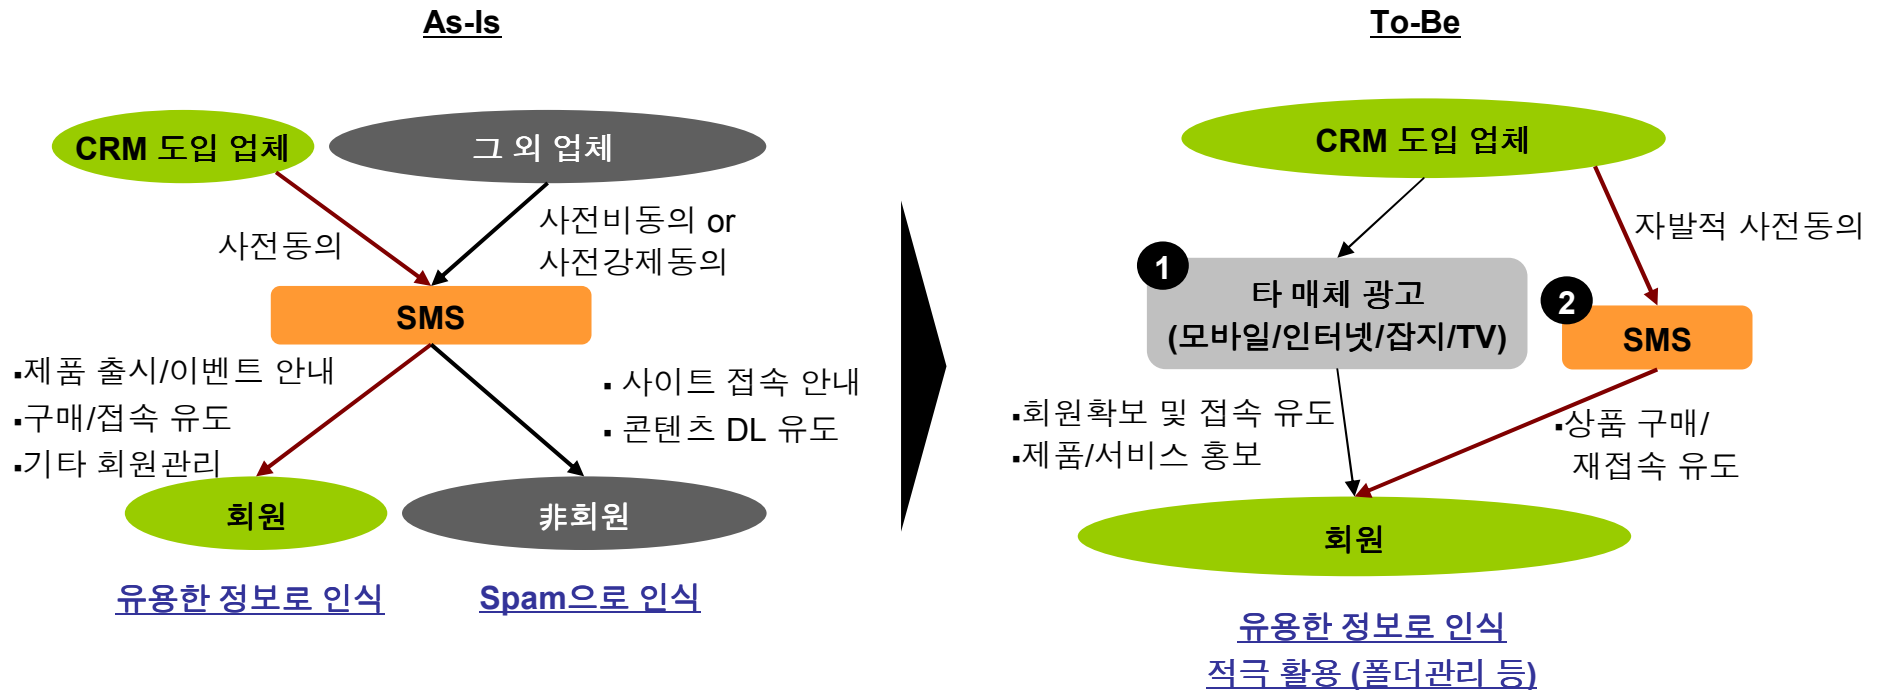 As-Is
CRM 도입 업체
그 외 업체
사전동의
사전비동의 or
사전강제동의
SMS
▪제품 출시/이벤트 안내
▪구매/접속 유도
▪기타 회원관리
▪ 사이트 접속 안내
▪ 콘텐츠 DL 유도
회원
非회원
유용한 정보로 인식
Spam으로 인식
To-Be
CRM 도입 업체
자발적 사전동의
1
타 매체 광고
(모바일/인터넷/잡지/TV)
2
SMS
▪회원확보 및 접속 유도
▪제품/서비스 홍보
▪상품 구매/
재접속 유도
회원
유용한 정보로 인식
적극 활용 (폴더관리 등)